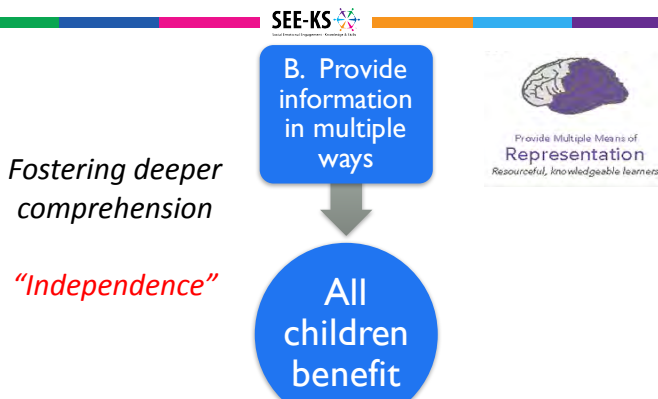 SEE-KS
Social Emotional Engagement - Knowledge & Skills
B. Provide
information
in multiple
ways
Provide Multiple Means of
Representation
Resourceful, knowledgeable learners
Fostering deeper
comprehension
“Independence”
All
children
benefit